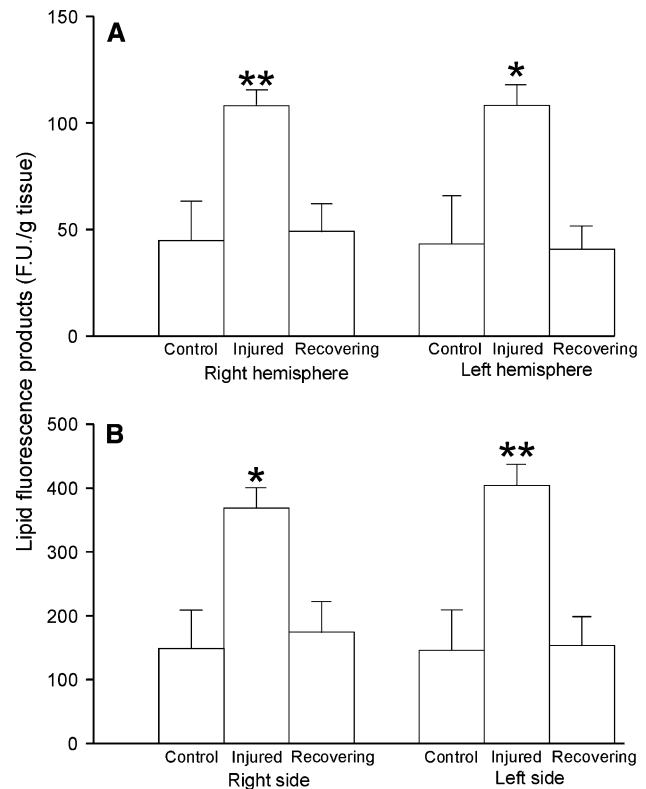 Lipid fluorescence products (F.U./g tissue)
A
150
100
50
0
** *
Control Injured Recovering Control Injured Recovering
Right hemisphere Left hemisphere
B
500
400
300
200
100
0
* **
Control Injured Recovering Control Injured Recovering
Right side Left side